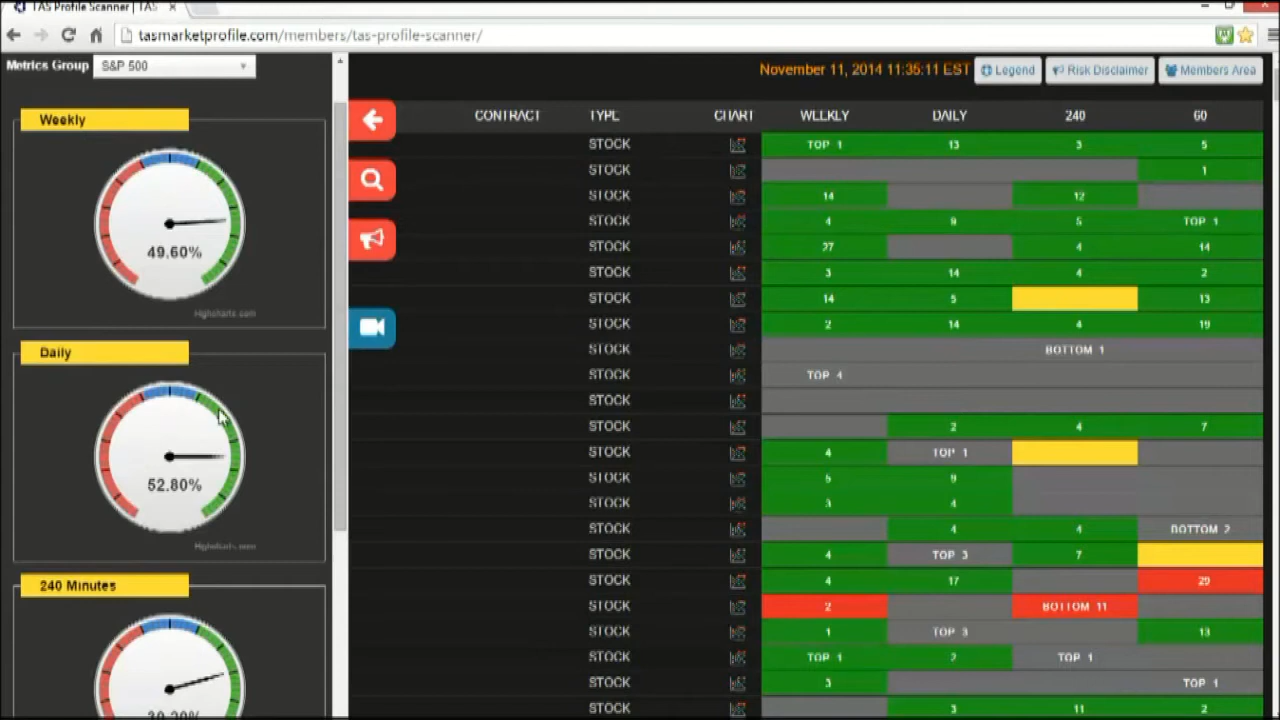 TAS Profile Scanner | TAS
tasmarketprofile.com/members/tas-profile-scanner/
Metrics Group S&P 500
November 11, 2014 11:35:11 EST Legend Risk Disclaimer Members Area
Weekly
49.60%
Highcharts.com
Daily
52.80%
Highcharts.com
240 Minutes
CONTRACT TYPE CHART WEEKLY DAILY 240 60
STOCK TOP 1 13 3 5
STOCK 1
STOCK 14 12
STOCK 4 9 5 TOP 1
STOCK 27 4 14
STOCK 3 14 4 2
STOCK 14 5 13
STOCK 2 14 4 19
STOCK BOTTOM 1
STOCK TOP 4
STOCK
STOCK 2 4 7
STOCK 4 TOP 1
STOCK 5 9
STOCK 3 4
STOCK 4 4 BOTTOM 2
STOCK 4 TOP 3 7
STOCK 4 17 29
STOCK 2 BOTTOM 11
STOCK 1 TOP 3 13
STOCK TOP 1 2 TOP 1
STOCK 3 TOP 1
STOCK 3 11 2